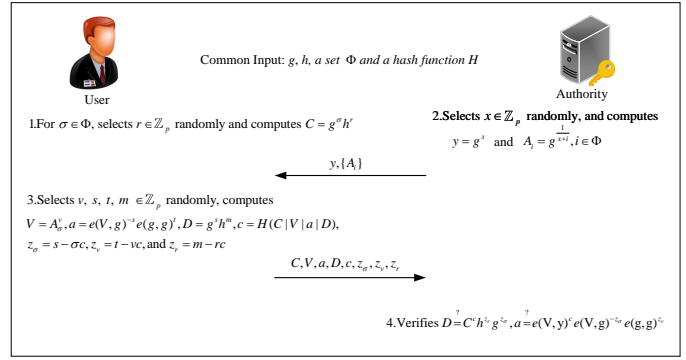 Common Input: g, h, a set Φ and a hash function H
User
Authority
1.For σ ∈ Φ, selects r ∈ ℤ_p randomly and computes C = g^σ h^r
2.Selects x ∈ ℤ_p randomly, and computes
y = g^x and A_i = g^{1/(x+i)}, i ∈ Φ
y,{A_i}
3.Selects v, s, t, m ∈ ℤ_p randomly, computes
V = A_σ^v, a = e(V, g)^{-s} e(g, g)^t, D = g^s h^m, c = H(C | V | a | D),
z_σ = s − σc, z_v = t − vc, and z_r = m − rc
C, V, a, D, c, z_σ, z_v, z_r
4.Verifies D =^? C^c h^{z_r} g^{z_σ}, a =^? e(V, y)^c e(V, g)^{-z_σ} e(g, g)^{z_v}